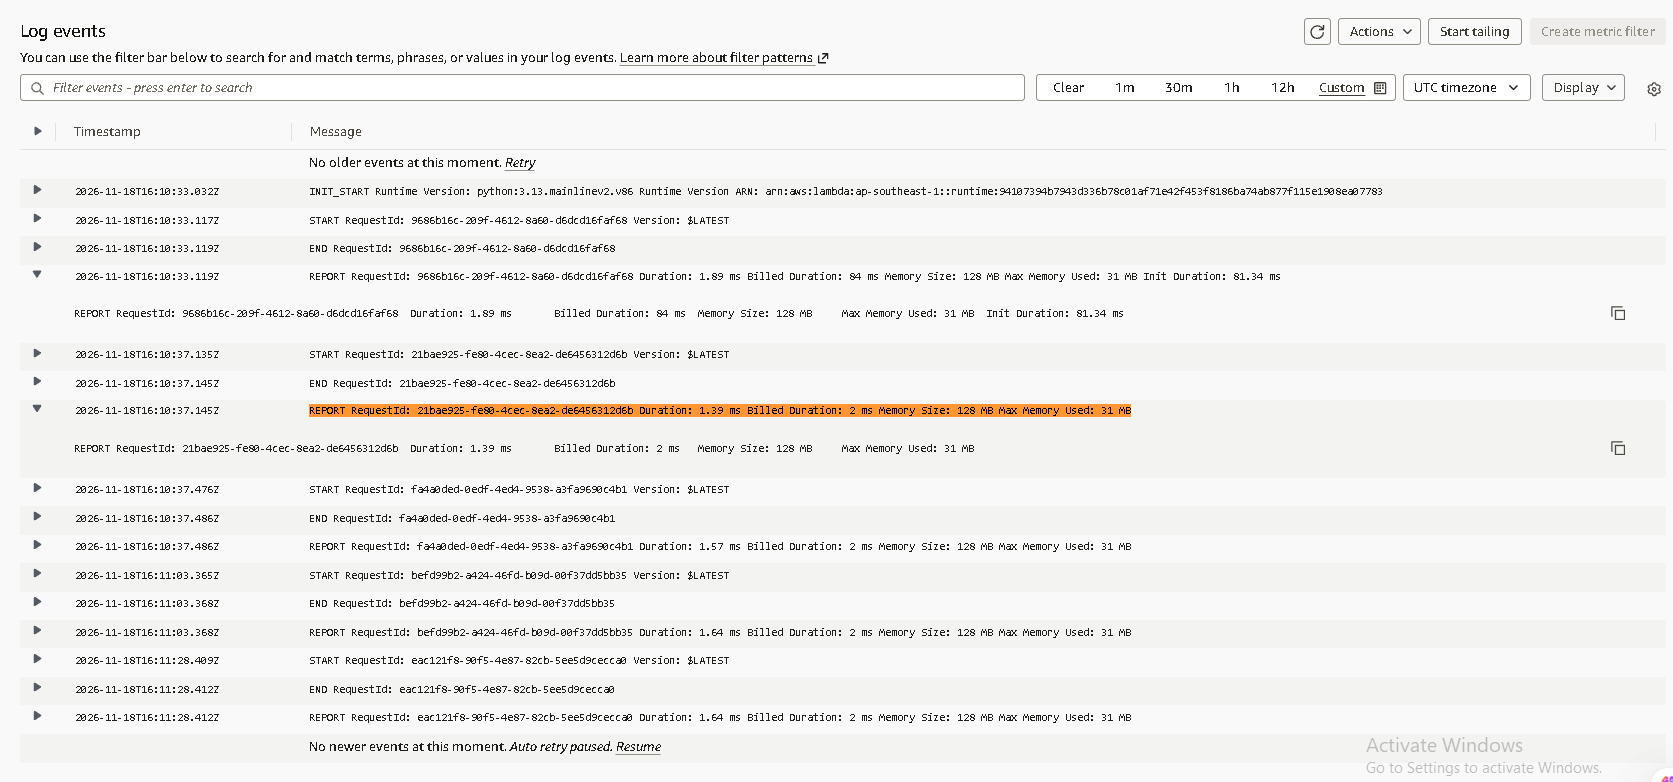 Log events
Actions Start tailing Create metric filter
You can use the filter bar below to search for and match terms, phrases, or values in your log events. Learn more about filter patterns
Filter events - press enter to search Clear 1m 30m 1h 12h Custom UTC timezone Display
Timestamp Message
No older events at this moment. Retry
2026-11-18T16:10:33.032Z INIT_START Runtime Version: python:3.13.mainlinev2.v86 Runtime Version ARN: arn:aws:lambda:ap-southeast-1::runtime:94107394b7943d336b78c01af71e42f453f8186ba74ab877f115e1908ea07783
2026-11-18T16:10:33.117Z START RequestId: 9686b16c-209f-4612-8a60-d6dcd16faf68 Version: $LATEST
2026-11-18T16:10:33.119Z END RequestId: 9686b16c-209f-4612-8a60-d6dcd16faf68
2026-11-18T16:10:33.119Z REPORT RequestId: 9686b16c-209f-4612-8a60-d6dcd16faf68 Duration: 1.89 ms Billed Duration: 84 ms Memory Size: 128 MB Max Memory Used: 31 MB Init Duration: 81.34 ms
REPORT RequestId: 9686b16c-209f-4612-8a60-d6dcd16faf68 Duration: 1.89 ms Billed Duration: 84 ms Memory Size: 128 MB Max Memory Used: 31 MB Init Duration: 81.34 ms
2026-11-18T16:10:37.135Z START RequestId: 21bae925-fe80-4cec-8ea2-de6456312d6b Version: $LATEST
2026-11-18T16:10:37.145Z END RequestId: 21bae925-fe80-4cec-8ea2-de6456312d6b
2026-11-18T16:10:37.145Z REPORT RequestId: 21bae925-fe80-4cec-8ea2-de6456312d6b Duration: 1.39 ms Billed Duration: 2 ms Memory Size: 128 MB Max Memory Used: 31 MB
REPORT RequestId: 21bae925-fe80-4cec-8ea2-de6456312d6b Duration: 1.39 ms Billed Duration: 2 ms Memory Size: 128 MB Max Memory Used: 31 MB
2026-11-18T16:10:37.476Z START RequestId: fa4a0ded-0edf-4ed4-9538-a3fa9690c4b1 Version: $LATEST
2026-11-18T16:10:37.486Z END RequestId: fa4a0ded-0edf-4ed4-9538-a3fa9690c4b1
2026-11-18T16:10:37.486Z REPORT RequestId: fa4a0ded-0edf-4ed4-9538-a3fa9690c4b1 Duration: 1.57 ms Billed Duration: 2 ms Memory Size: 128 MB Max Memory Used: 31 MB
2026-11-18T16:11:03.365Z START RequestId: befd99b2-a424-46fd-b09d-00f37dd5bb35 Version: $LATEST
2026-11-18T16:11:03.368Z END RequestId: befd99b2-a424-46fd-b09d-00f37dd5bb35
2026-11-18T16:11:03.368Z REPORT RequestId: befd99b2-a424-46fd-b09d-00f37dd5bb35 Duration: 1.64 ms Billed Duration: 2 ms Memory Size: 128 MB Max Memory Used: 31 MB
2026-11-18T16:11:28.409Z START RequestId: eac121f8-90f5-4e87-82cb-5ee5d9cecca0 Version: $LATEST
2026-11-18T16:11:28.412Z END RequestId: eac121f8-90f5-4e87-82cb-5ee5d9cecca0
2026-11-18T16:11:28.412Z REPORT RequestId: eac121f8-90f5-4e87-82cb-5ee5d9cecca0 Duration: 1.64 ms Billed Duration: 2 ms Memory Size: 128 MB Max Memory Used: 31 MB
No newer events at this moment. Auto retry paused. Resume
Activate Windows
Go to Settings to activate Windows.